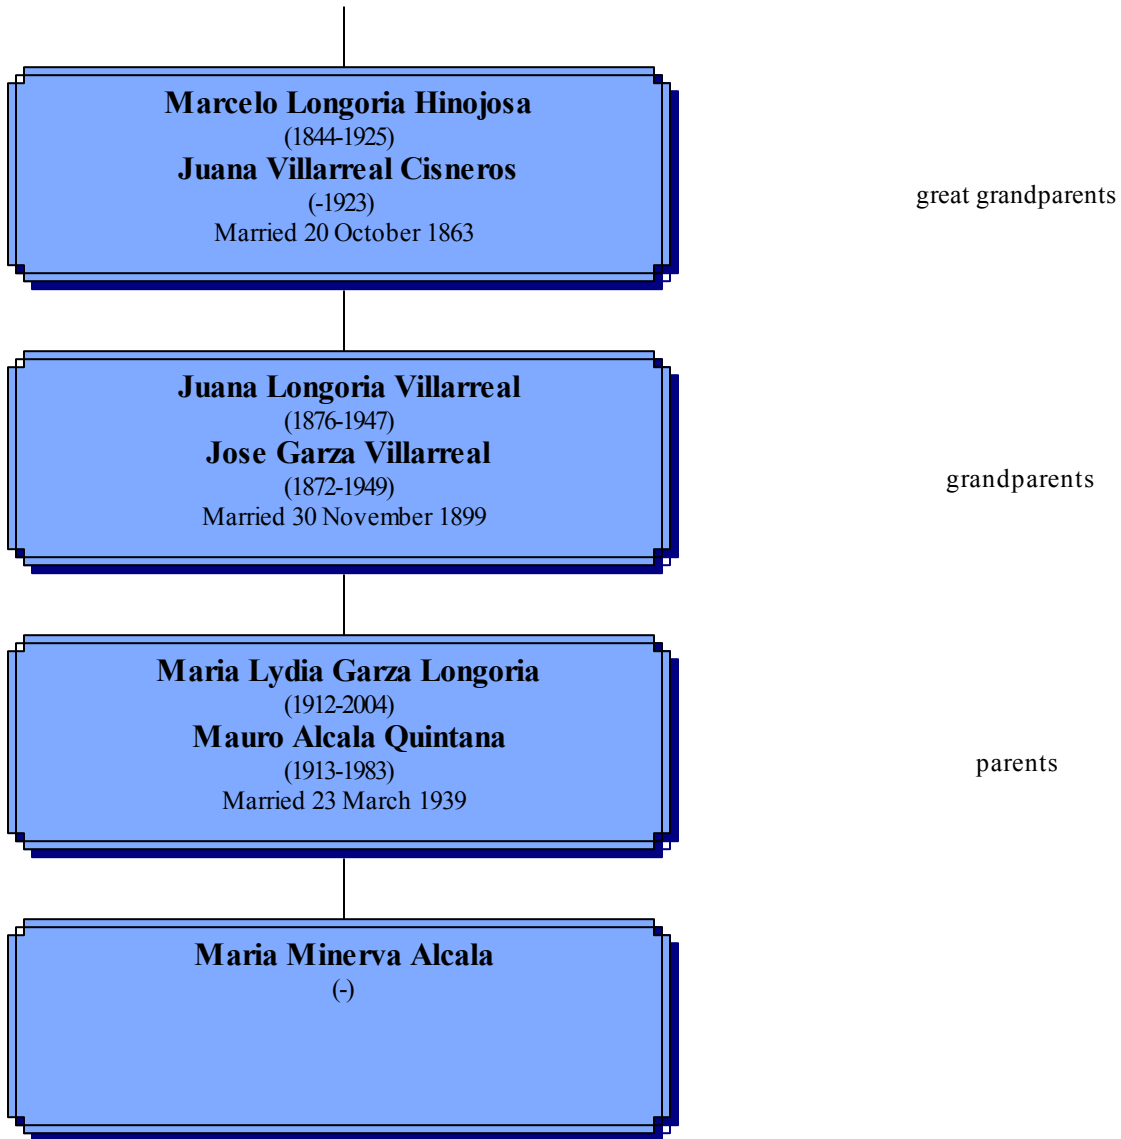 Marcelo Longoria Hinojosa
(1844-1925)
Juana Villarreal Cisneros
(-1923)
Married 20 October 1863
great grandparents
Juana Longoria Villarreal
(1876-1947)
Jose Garza Villarreal
(1872-1949)
Married 30 November 1899
grandparents
Maria Lydia Garza Longoria
(1912-2004)
Mauro Alcala Quintana
(1913-1983)
Married 23 March 1939
parents
Maria Minerva Alcala
(-)